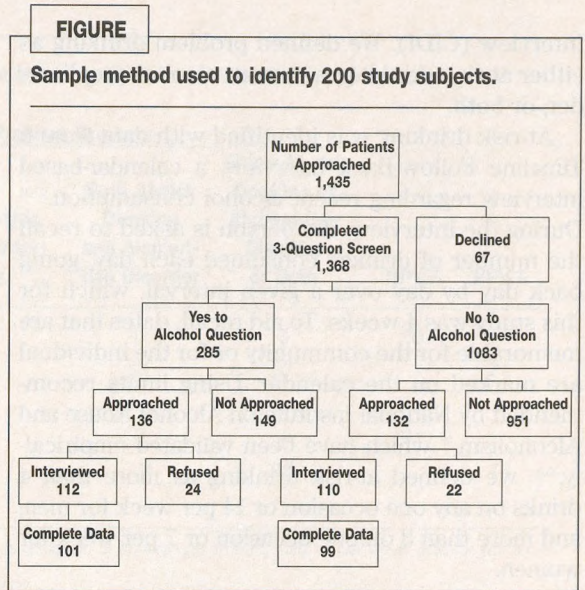 FIGURE
Sample method used to identify 200 study subjects.
Number of Patients
Approached
1,435
Completed
3-Question Screen
1,368
Declined
67
Yes to
Alcohol Question
285
No to
Alcohol Question
1083
Approached
136
Not Approached
149
Approached
132
Not Approached
951
Interviewed
112
Refused
24
Interviewed
110
Refused
22
Complete Data
101
Complete Data
99